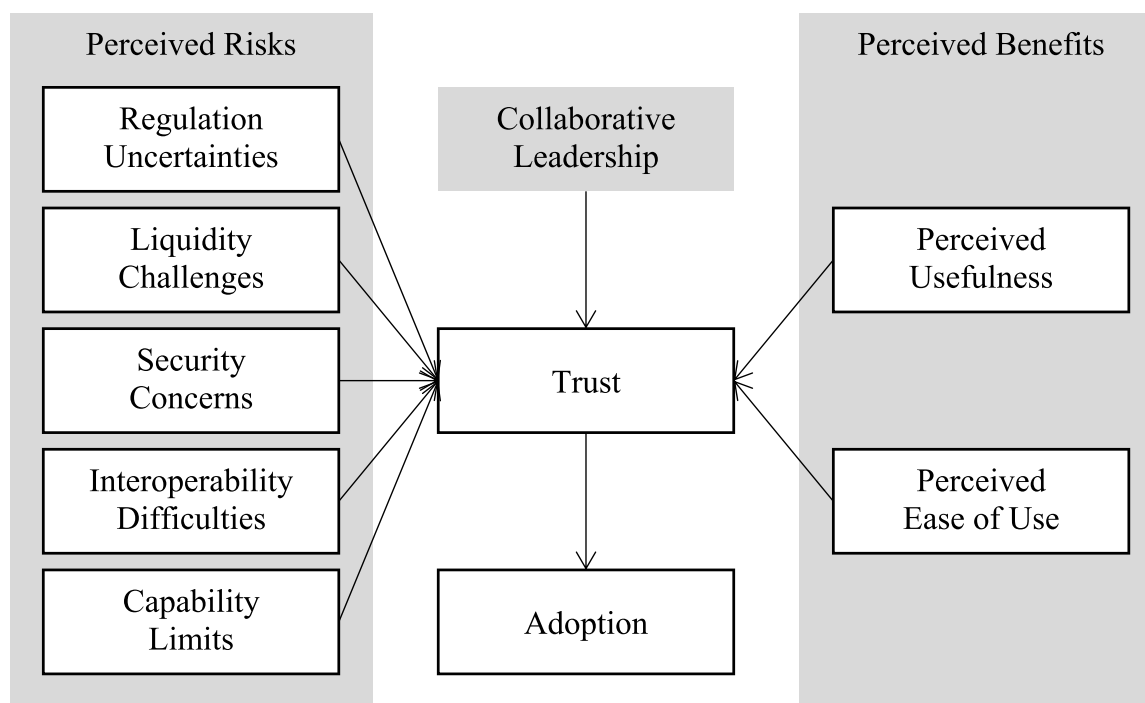 Perceived Risks
Regulation
Uncertainties
Liquidity
Challenges
Security
Concerns
Interoperability
Difficulties
Capability
Limits
Collaborative
Leadership
Trust
Adoption
Perceived Benefits
Perceived
Usefulness
Perceived
Ease of Use